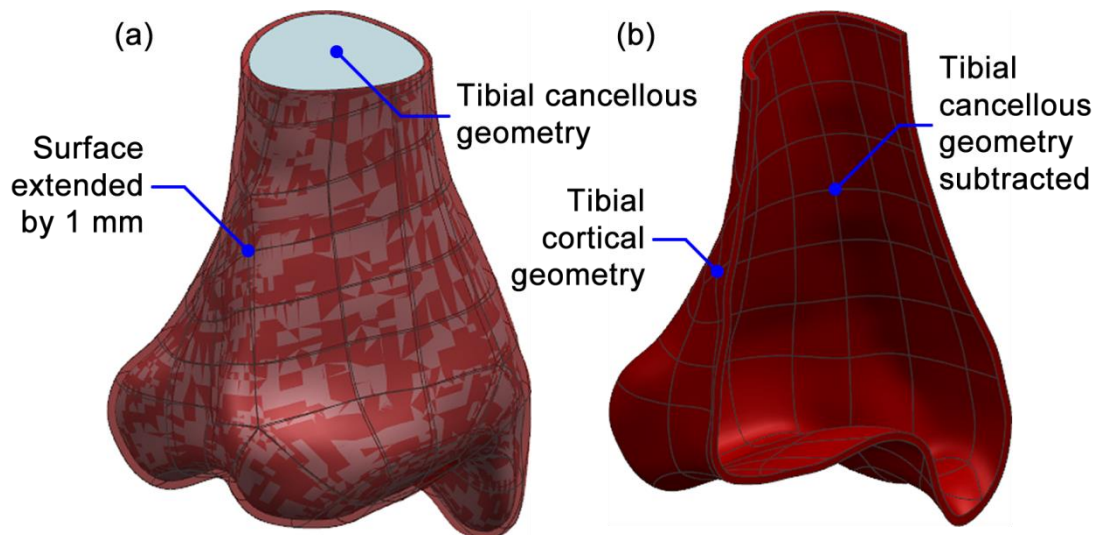 (a)
Tibial cancellous
geometry
Surface
extended
by 1 mm
(b)
Tibial
cancellous
geometry
subtracted
Tibial
cortical
geometry